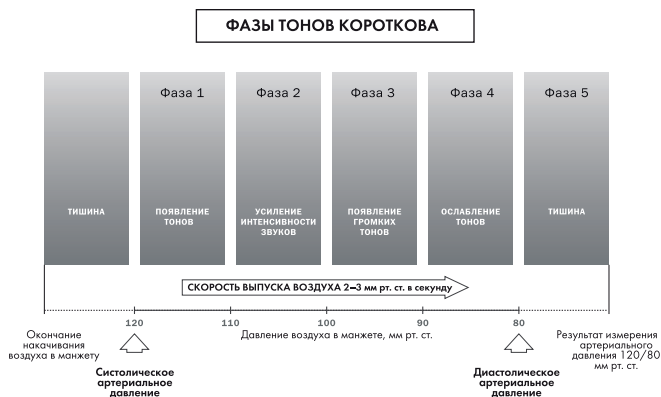 ФАЗЫ ТОНОВ КОРОТКОВА
Фаза 1
Фаза 2
Фаза 3
Фаза 4
Фаза 5
ТИШИНА
ПОЯВЛЕНИЕ
ТОНОВ
УСИЛЕНИЕ
ИНТЕНСИВНОСТИ
ЗВУКОВ
ПОЯВЛЕНИЕ
ГРОМКИХ
ТОНОВ
ОСЛАБЛЕНИЕ
ТОНОВ
ТИШИНА
СКОРОСТЬ ВЫПУСКА ВОЗДУХА 2–3 мм рт. ст. в секунду
120
110
100
90
80
Окончание
накачивания
воздуха в манжету
Давление воздуха в манжете, мм рт. ст.
Результат измерения
артериального
давления 120/80
мм рт. ст.
Систолическое
артериальное
давление
Диастолическое
артериальное
давление